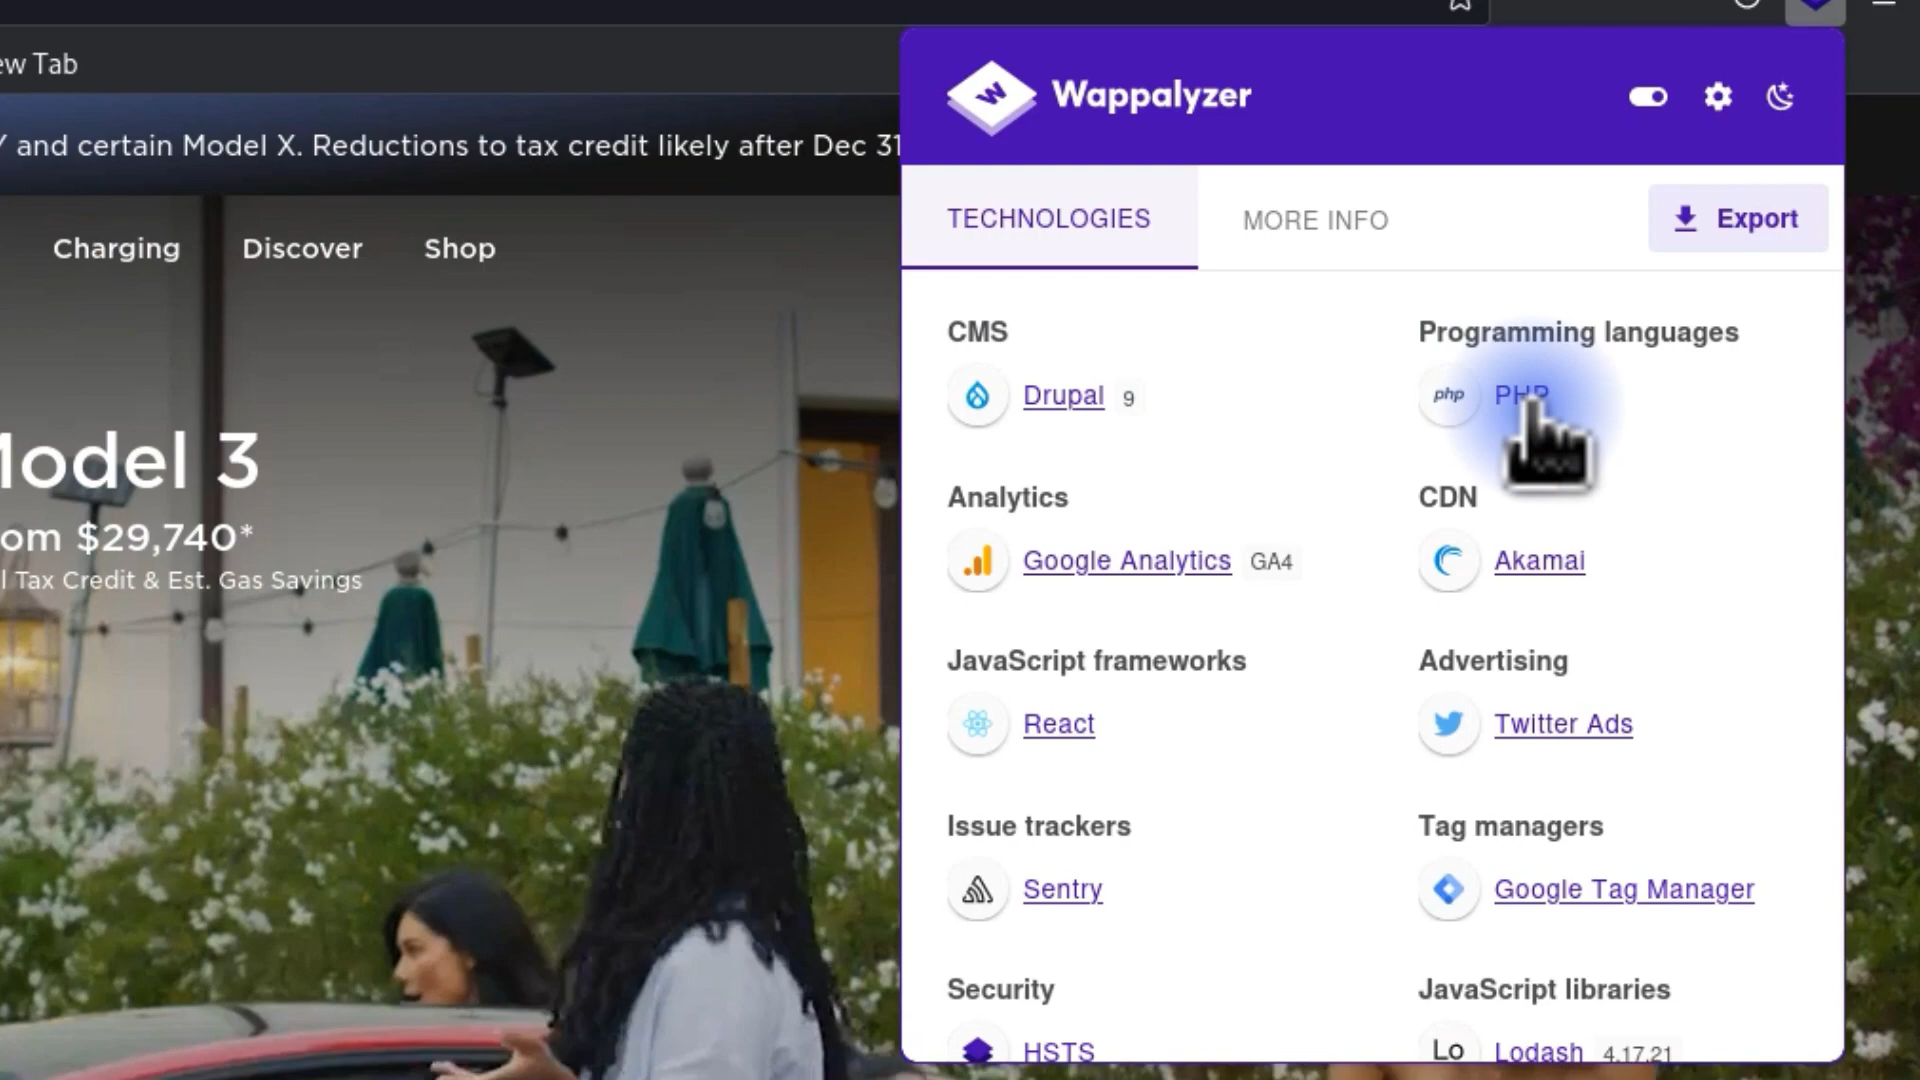 ew Tab
Y and certain Model X. Reductions to tax credit likely after Dec 31
Charging
Discover
Shop
Model 3
om $29,740*
l Tax Credit & Est. Gas Savings
W
Wappalyzer
TECHNOLOGIES
MORE INFO
Export
CMS
Drupal 9
Programming languages
php PHP
Analytics
Google Analytics GA4
CDN
Akamai
JavaScript frameworks
React
Advertising
Twitter Ads
Issue trackers
Sentry
Tag managers
Google Tag Manager
Security
HSTS
JavaScript libraries
Lo Lodash 4.17.21